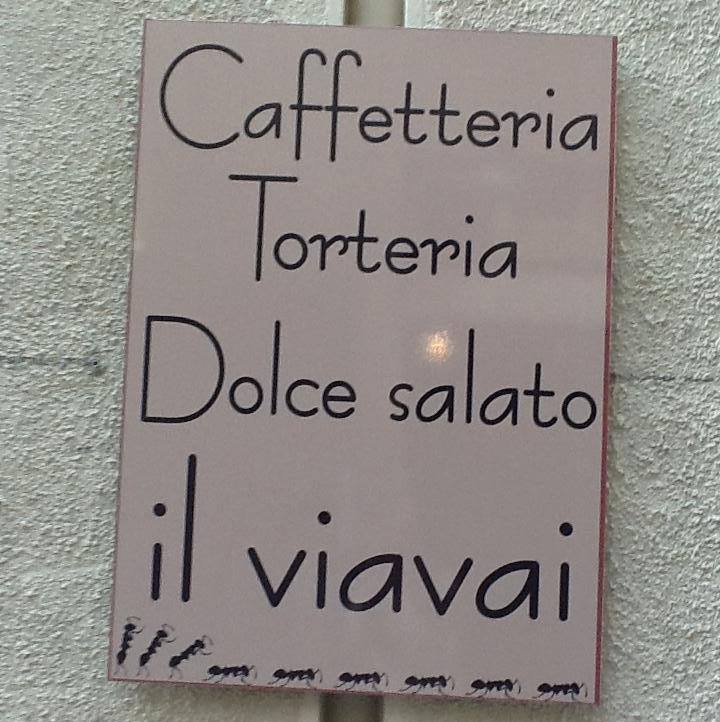 Caffetteria
Torteria
Dolce salato
il viavai